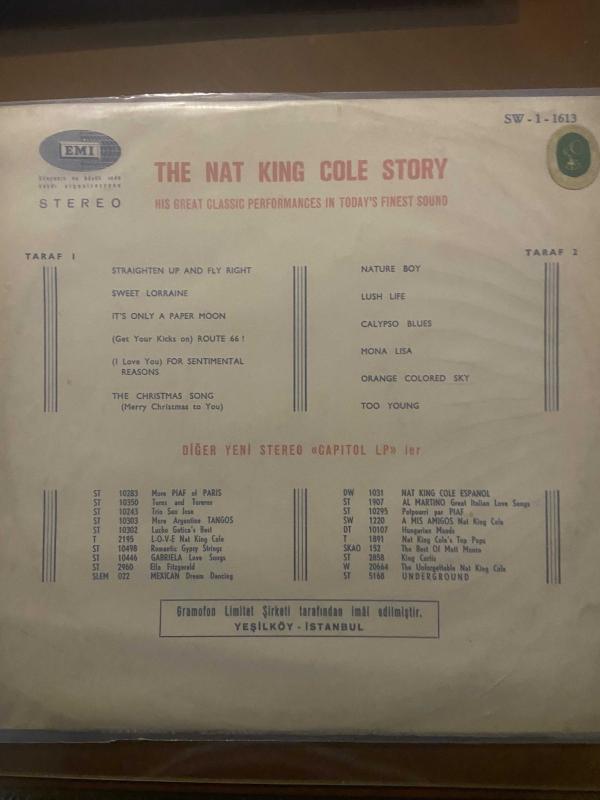 SW - 1 - 1613
EMI
STEREO
THE NAT KING COLE STORY
HIS GREAT CLASSIC PERFORMANCES IN TODAY'S FINEST SOUND
TARAF 1
STRAIGHTEN UP AND FLY RIGHT
SWEET LORRAINE
IT'S ONLY A PAPER MOON
(Get Your Kicks on) ROUTE 66 !
(I Love You) FOR SENTIMENTAL
REASONS
THE CHRISTMAS SONG
(Merry Christmas to You)
TARAF 2
NATURE BOY
LUSH LIFE
CALYPSO BLUES
MONA LISA
ORANGE COLORED SKY
TOO YOUNG
DİĞER YENİ STEREO «CAPITOL LP» ler
ST 10283 More PIAF of PARIS
ST 10350 Toros and Toreros
ST 10243 Trio San Jose
ST 10303 More Argentine TANGOS
ST 10302 Lucho Gatica's Best
T 2195 L-O-V-E Nat King Cole
ST 10498 Romantic Gypsy Strings
ST 10446 GABRIELA Love Songs
ST 2960 Ella Fitzgerald
SLEM 022 MEXICAN Dream Dancing
DW 1031 NAT KING COLE ESPANOL
ST 1907 AL MARTINO Great Italian Love Songs
ST 10295 Potpourri par PIAF
SW 1220 A MIS AMIGOS Nat King Cole
DT 10107 Hungarian Moods
T 1891 Nat King Cole's Top Pops
SKAO 152 The Best Of Matt Monro
ST 2858 King Curtis
W 20664 The Unforgettable Nat King Cole
ST 5168 UNDERGROUND
Gramofon Limitet Şirketi tarafından imâl edilmiştir.
YEŞİLKÖY - İSTANBUL